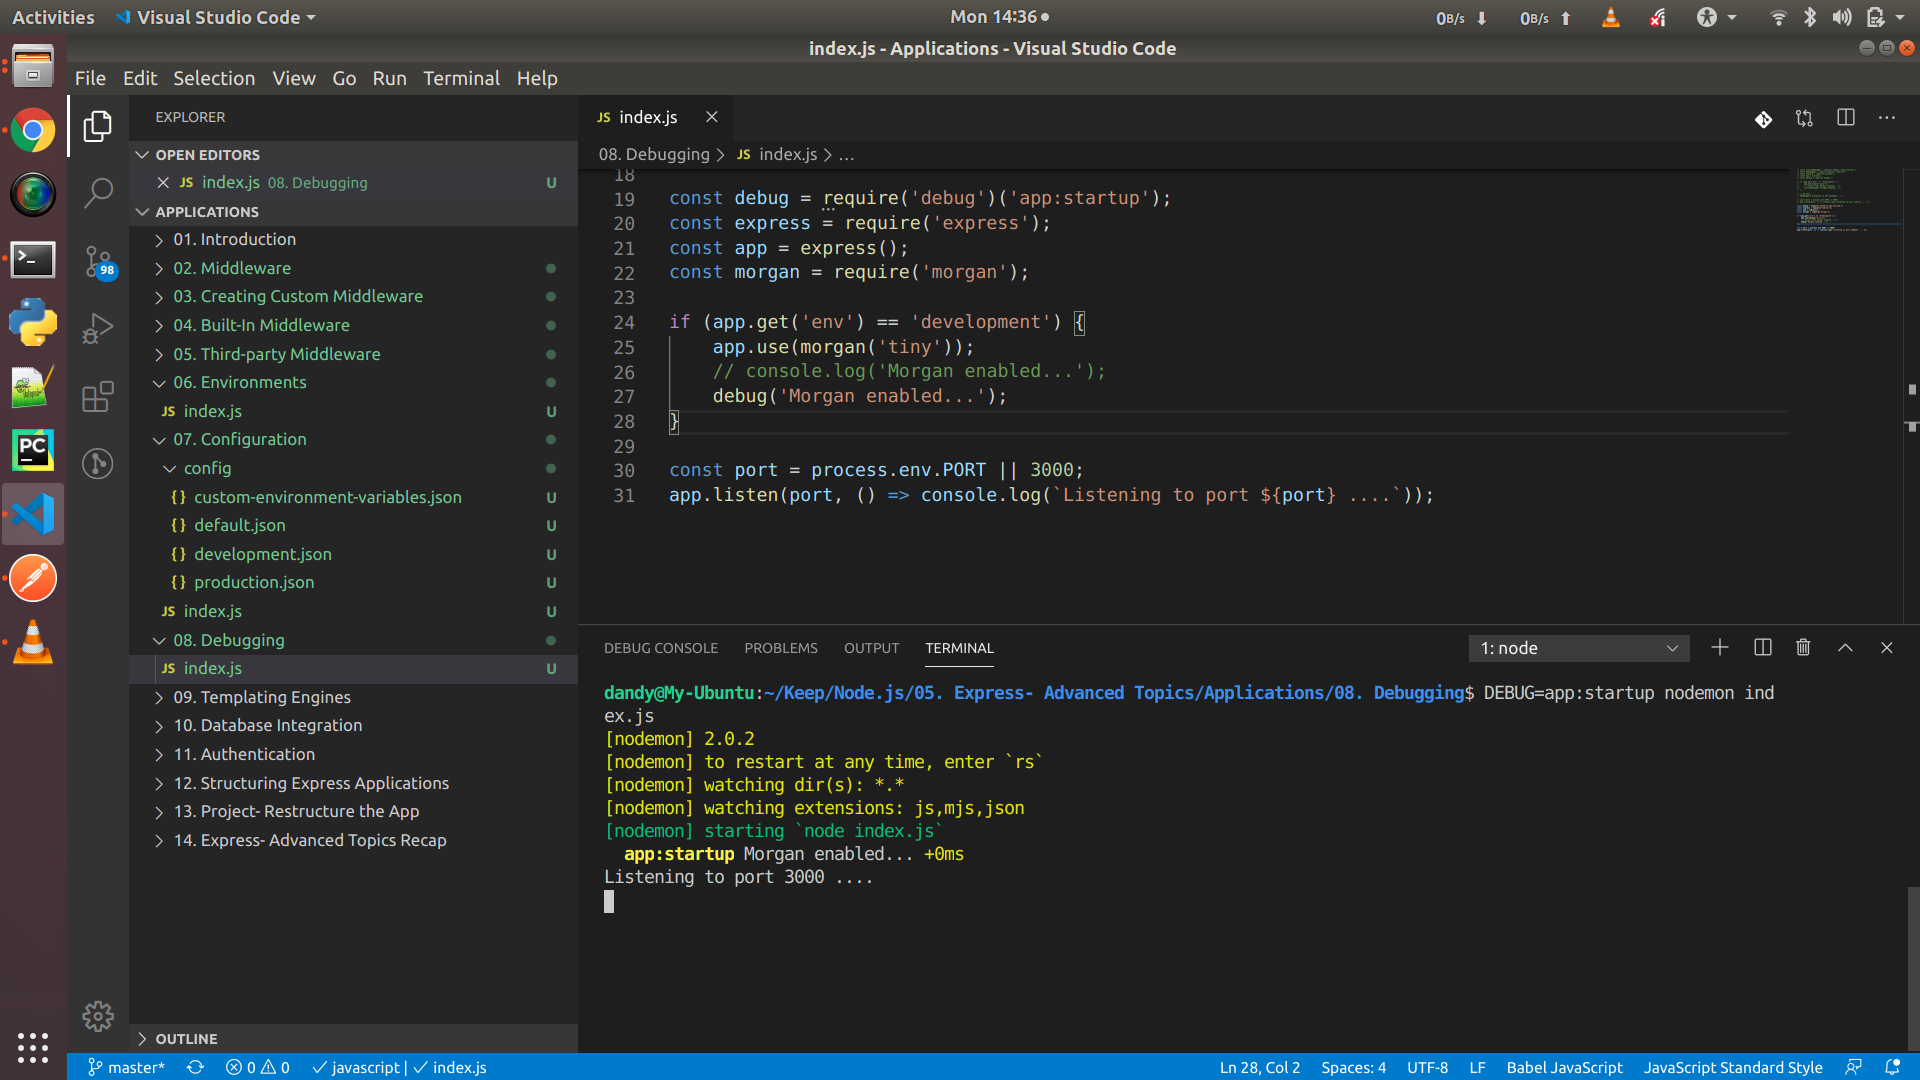 Activities
Visual Studio Code
Mon 14:36
0B/s
0B/s
index.js - Applications - Visual Studio Code
File Edit Selection View Go Run Terminal Help
EXPLORER
OPEN EDITORS
JS index.js 08. Debugging U
APPLICATIONS
01. Introduction
02. Middleware
03. Creating Custom Middleware
04. Built-In Middleware
05. Third-party Middleware
06. Environments
JS index.js U
07. Configuration
config
{} custom-environment-variables.json U
{} default.json U
{} development.json U
{} production.json U
JS index.js U
08. Debugging
JS index.js U
09. Templating Engines
10. Database Integration
11. Authentication
12. Structuring Express Applications
13. Project- Restructure the App
14. Express- Advanced Topics Recap
OUTLINE
98
PC
JS index.js
08. Debugging > JS index.js > ...
18
19 const debug = require('debug')('app:startup');
20 const express = require('express');
21 const app = express();
22 const morgan = require('morgan');
23
24 if (app.get('env') == 'development') {
25     app.use(morgan('tiny'));
26     // console.log('Morgan enabled...');
27     debug('Morgan enabled...');
28 }
29
30 const port = process.env.PORT || 3000;
31 app.listen(port, () => console.log(`Listening to port ${port} ....`));
DEBUG CONSOLE PROBLEMS OUTPUT TERMINAL
1: node
dandy@My-Ubuntu:~/Keep/Node.js/05. Express- Advanced Topics/Applications/08. Debugging$ DEBUG=app:startup nodemon ind
ex.js
[nodemon] 2.0.2
[nodemon] to restart at any time, enter `rs`
[nodemon] watching dir(s): *.*
[nodemon] watching extensions: js,mjs,json
[nodemon] starting `node index.js`
app:startup Morgan enabled... +0ms
Listening to port 3000 ....
master* 0 0 javascript | index.js
Ln 28, Col 2 Spaces: 4 UTF-8 LF Babel JavaScript JavaScript Standard Style